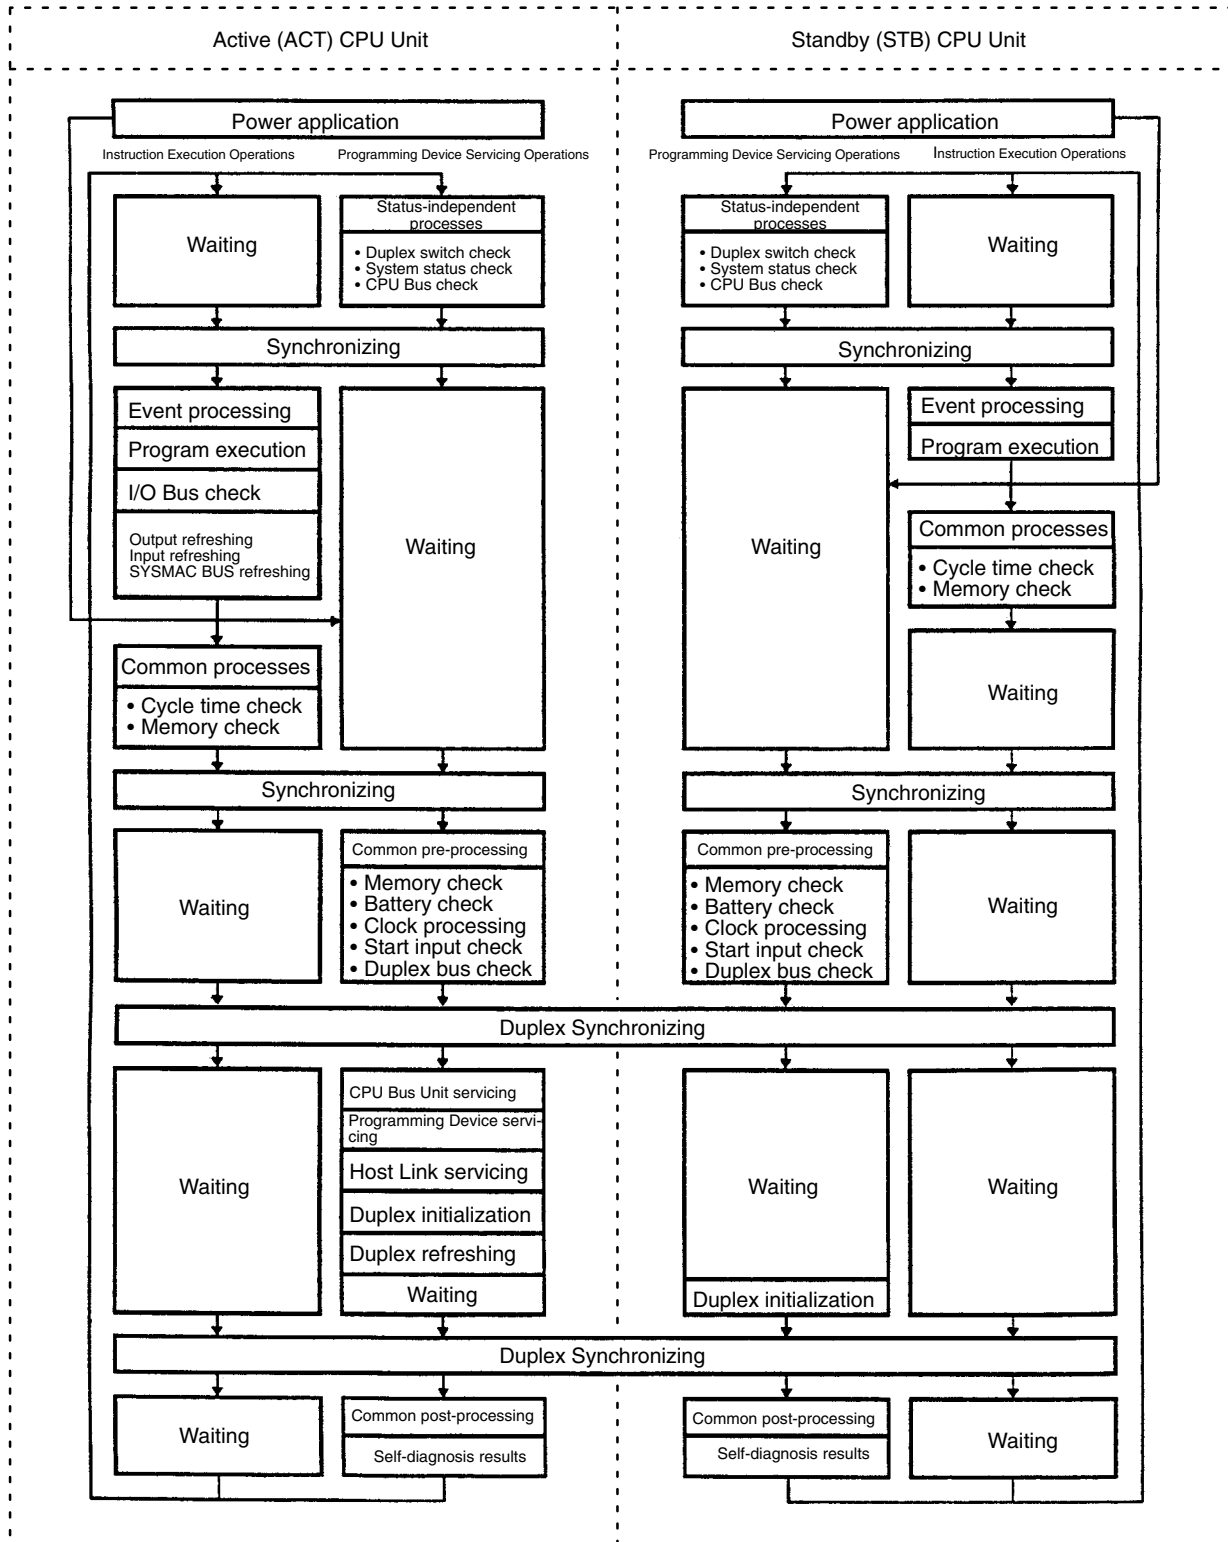 Active (ACT) CPU Unit
Standby (STB) CPU Unit
Power application
Power application
Instruction Execution Operations
Programming Device Servicing Operations
Programming Device Servicing Operations
Instruction Execution Operations
Waiting
Status-independent
processes
• Duplex switch check
• System status check
• CPU Bus check
Status-independent
processes
• Duplex switch check
• System status check
• CPU Bus check
Waiting
Synchronizing
Synchronizing
Event processing
Program execution
I/O Bus check
Output refreshing
Input refreshing
SYSMAC BUS refreshing
Waiting
Waiting
Event processing
Program execution
Common processes
• Cycle time check
• Memory check
Waiting
Common processes
• Cycle time check
• Memory check
Synchronizing
Synchronizing
Waiting
Common pre-processing
• Memory check
• Battery check
• Clock processing
• Start input check
• Duplex bus check
Common pre-processing
• Memory check
• Battery check
• Clock processing
• Start input check
• Duplex bus check
Waiting
Duplex Synchronizing
Waiting
CPU Bus Unit servicing
Programming Device servi-
cing
Host Link servicing
Duplex initialization
Duplex refreshing
Waiting
Waiting
Duplex initialization
Waiting
Duplex Synchronizing
Waiting
Common post-processing
Self-diagnosis results
Common post-processing
Self-diagnosis results
Waiting